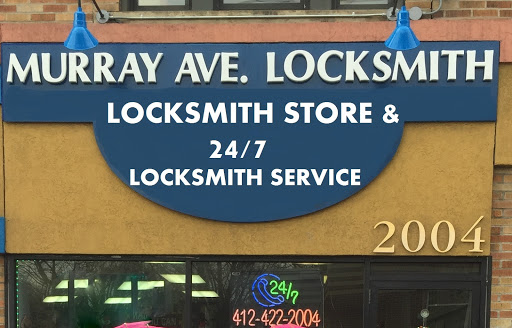 MURRAY AVE. LOCKSMITH
LOCKSMITH STORE &
24/7
LOCKSMITH SERVICE
2004
24/7
412-422-2004